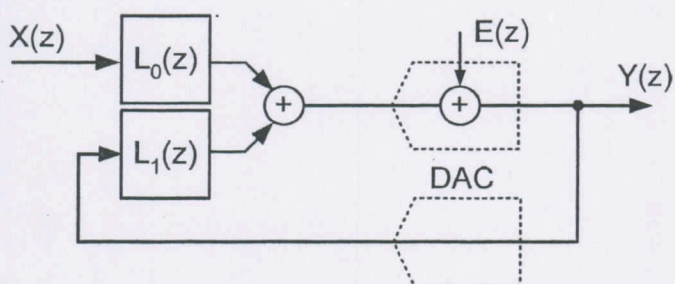 X(z)
L₀(z)
E(z)
Y(z)
+
+
L₁(z)
DAC